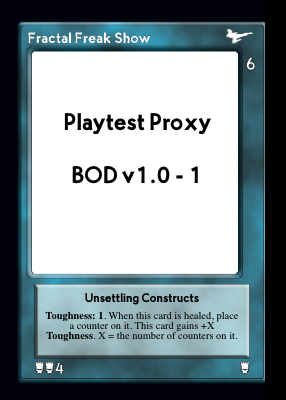 Fractal Freak Show
6
Playtest Proxy
BOD v1.0 - 1
Unsettling Constructs
Toughness: 1. When this card is healed, place
a counter on it. This card gains +X
Toughness. X = the number of counters on it.
4